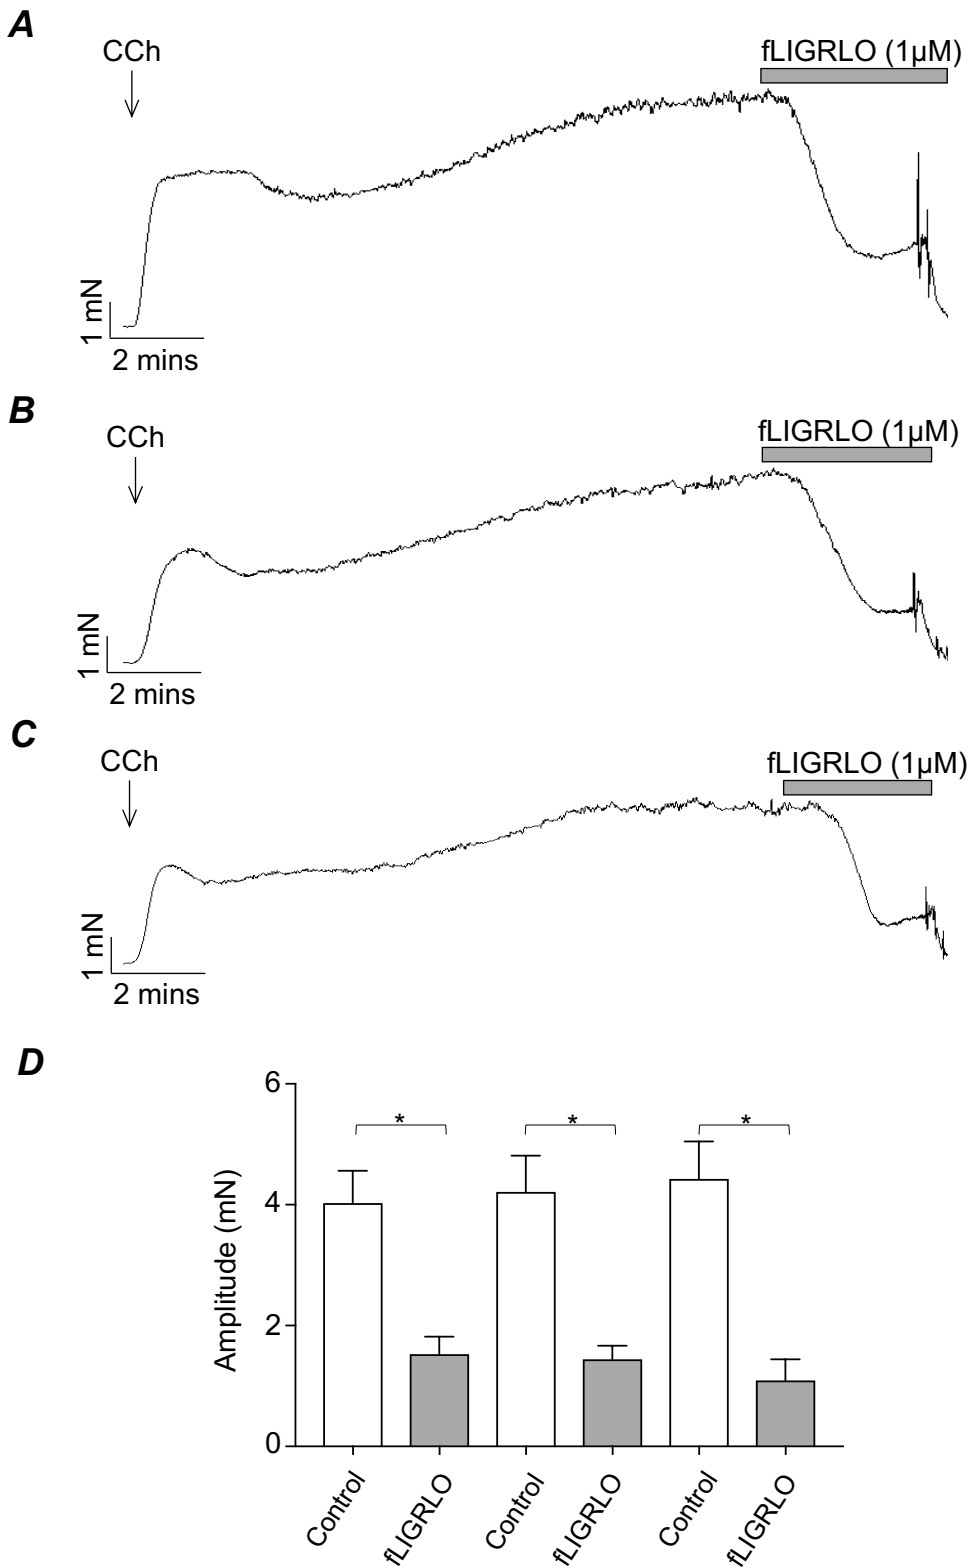 A
CCh
fLIGRLO (1µM)
1 mN
2 mins
B
CCh
fLIGRLO (1µM)
1 mN
2 mins
C
CCh
fLIGRLO (1µM)
1 mN
2 mins
D
6
4
2
0
Amplitude (mN)
* * *
Control fLIGRLO Control fLIGRLO Control fLIGRLO